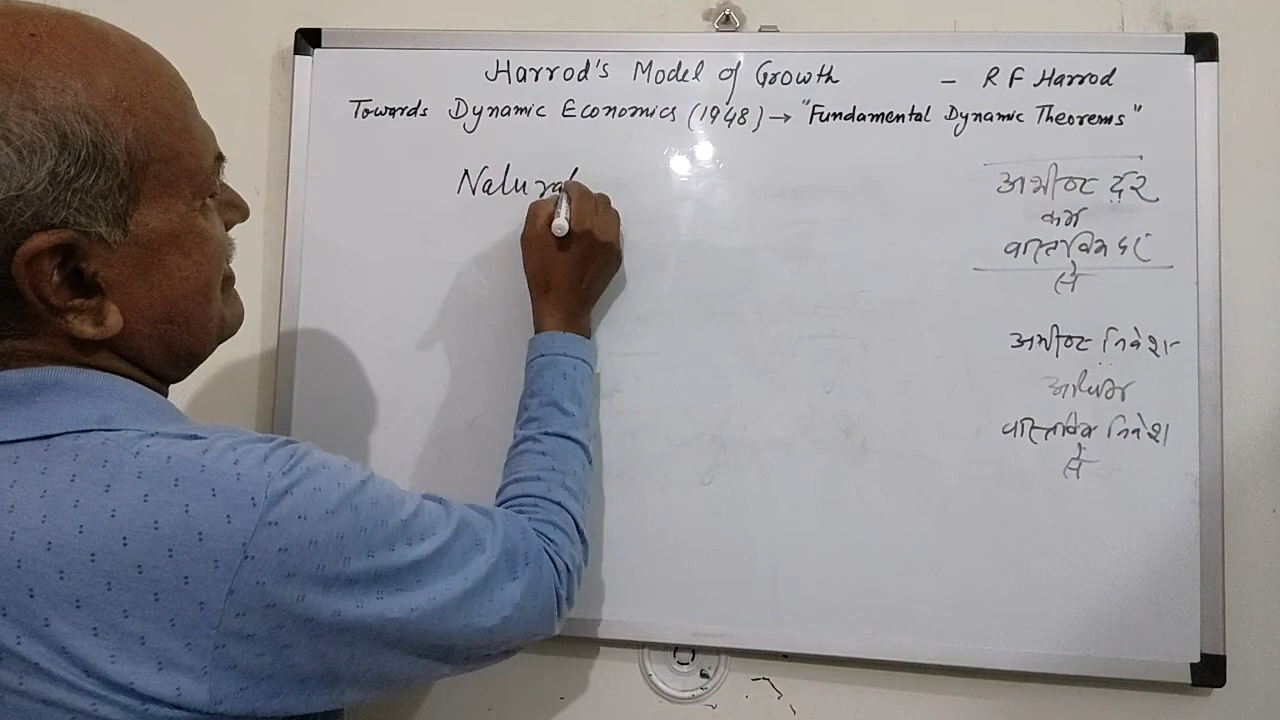 Harrod's Model of Growth - R F Harrod
Towards Dynamic Economics (1948) → "Fundamental Dynamic Theorems"
Natural
अभीष्ट दर
कम
वास्तविक दर
से
अभीष्ट निवेश
अधिक
वास्तविक निवेश
से